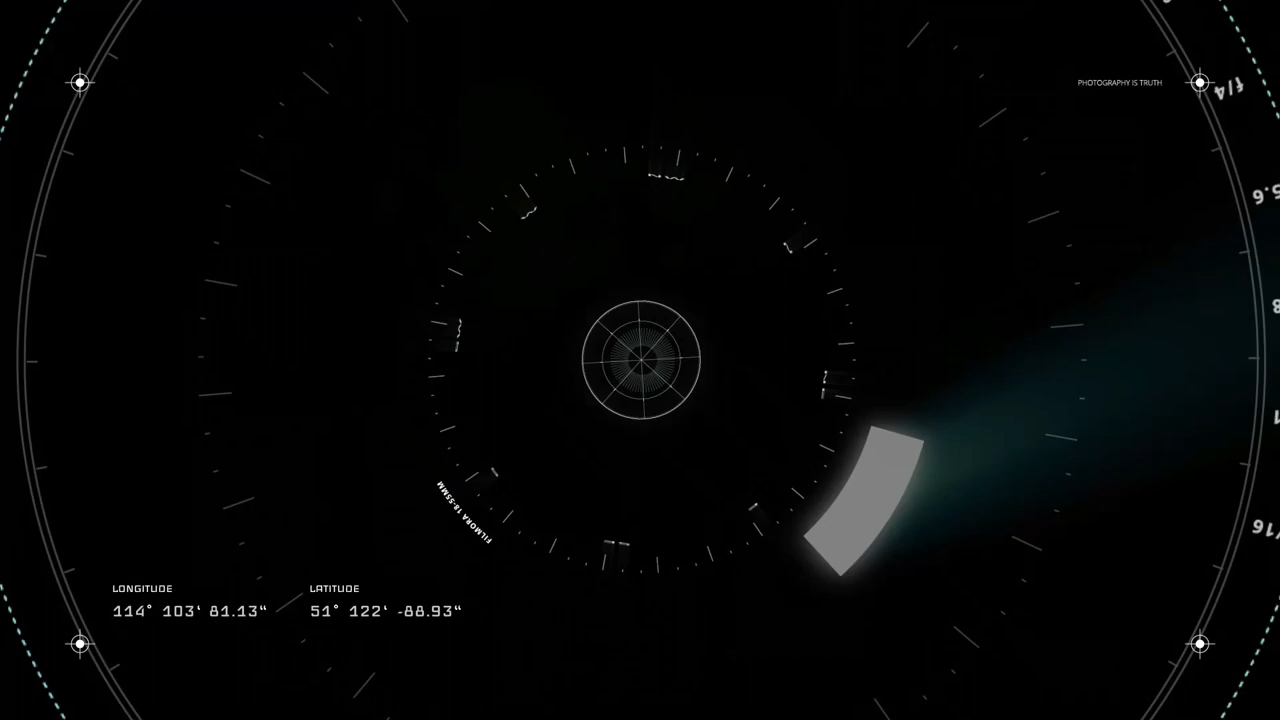 PHOTOGRAPHY IS TRUTH
f/4
5.6
8
FILMORA 18-55MM
LONGITUDE
114° 103‘ 81.13“
LATITUDE
51° 122‘ -88.93“